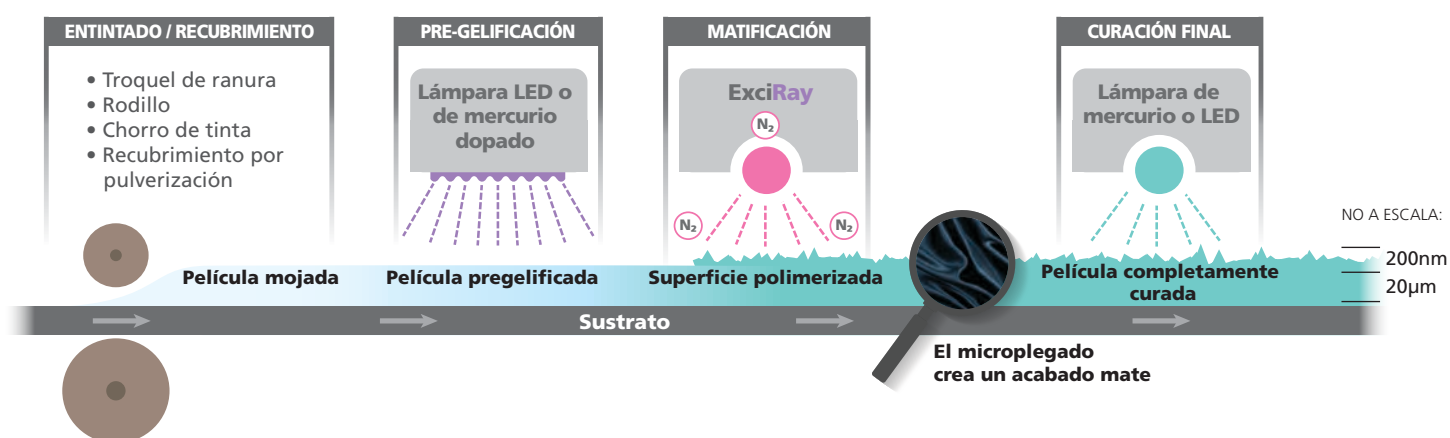 ENTINTADO / RECUBRIMIENTO
• Troquel de ranura
• Rodillo
• Chorro de tinta
• Recubrimiento por
pulverización
PRE-GELIFICACIÓN
Lámpara LED o
de mercurio
dopado
MATIFICACIÓN
ExciRay
N₂
N₂
N₂
CURACIÓN FINAL
Lámpara de
mercurio o LED
NO A ESCALA:
200nm
20µm
Película mojada
Película pregelificada
Superficie polimerizada
Película completamente
curada
Sustrato
El microplegado
crea un acabado mate